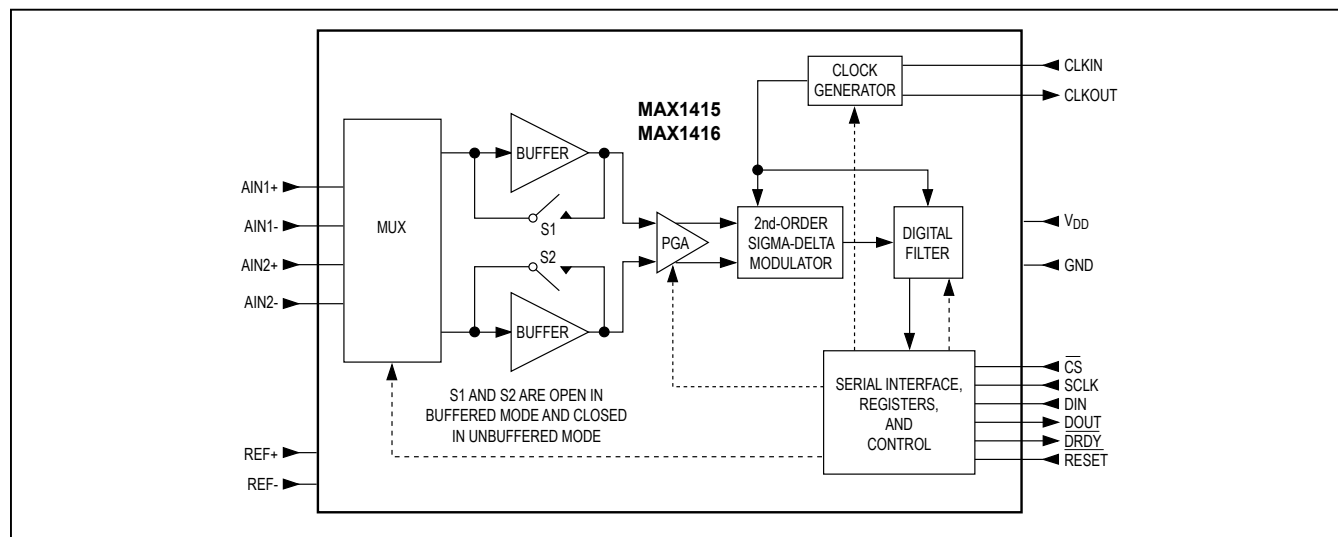 CLOCK
GENERATOR
CLKIN
CLKOUT
MAX1415
MAX1416
BUFFER
AIN1+
AIN1-
AIN2+
AIN2-
MUX
S1
S2
BUFFER
PGA
2nd-ORDER
SIGMA-DELTA
MODULATOR
DIGITAL
FILTER
VDD
GND
S1 AND S2 ARE OPEN IN
BUFFERED MODE AND CLOSED
IN UNBUFFERED MODE
SERIAL INTERFACE,
REGISTERS,
AND
CONTROL
CS
SCLK
DIN
DOUT
DRDY
RESET
REF+
REF-